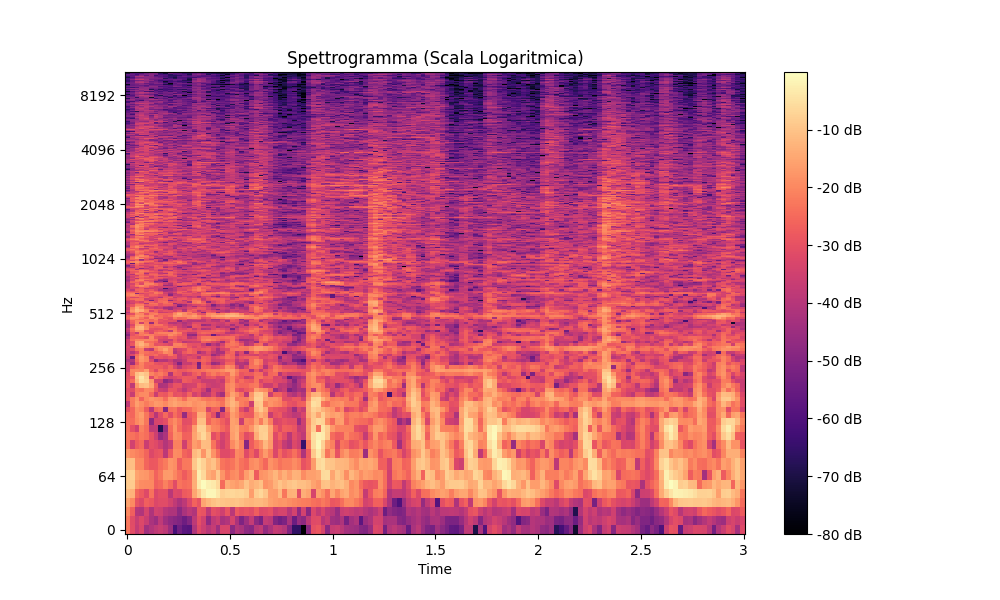 Spettrogramma (Scala Logaritmica)
8192
4096
2048
1024
512
256
128
64
0
Hz
0
0.5
1
1.5
2
2.5
3
Time
-10 dB
-20 dB
-30 dB
-40 dB
-50 dB
-60 dB
-70 dB
-80 dB